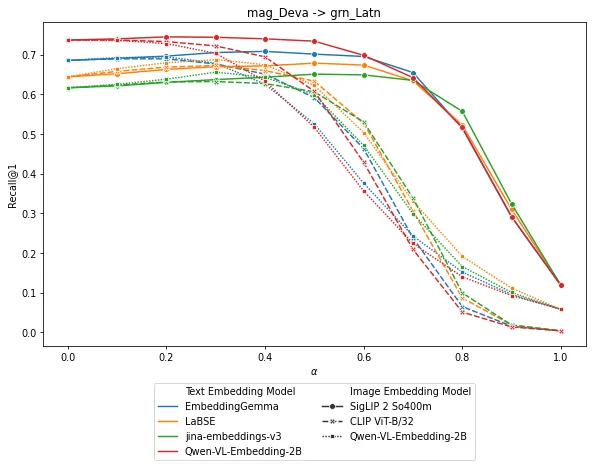 mag_Deva -> grn_Latn
0.7
0.6
0.5
0.4
0.3
0.2
0.1
0.0
Recall@1
0.0 0.2 0.4 0.6 0.8 1.0
α
Text Embedding Model Image Embedding Model
EmbeddingGemma SigLIP 2 So400m
LaBSE CLIP ViT-B/32
jina-embeddings-v3 Qwen-VL-Embedding-2B
Qwen-VL-Embedding-2B